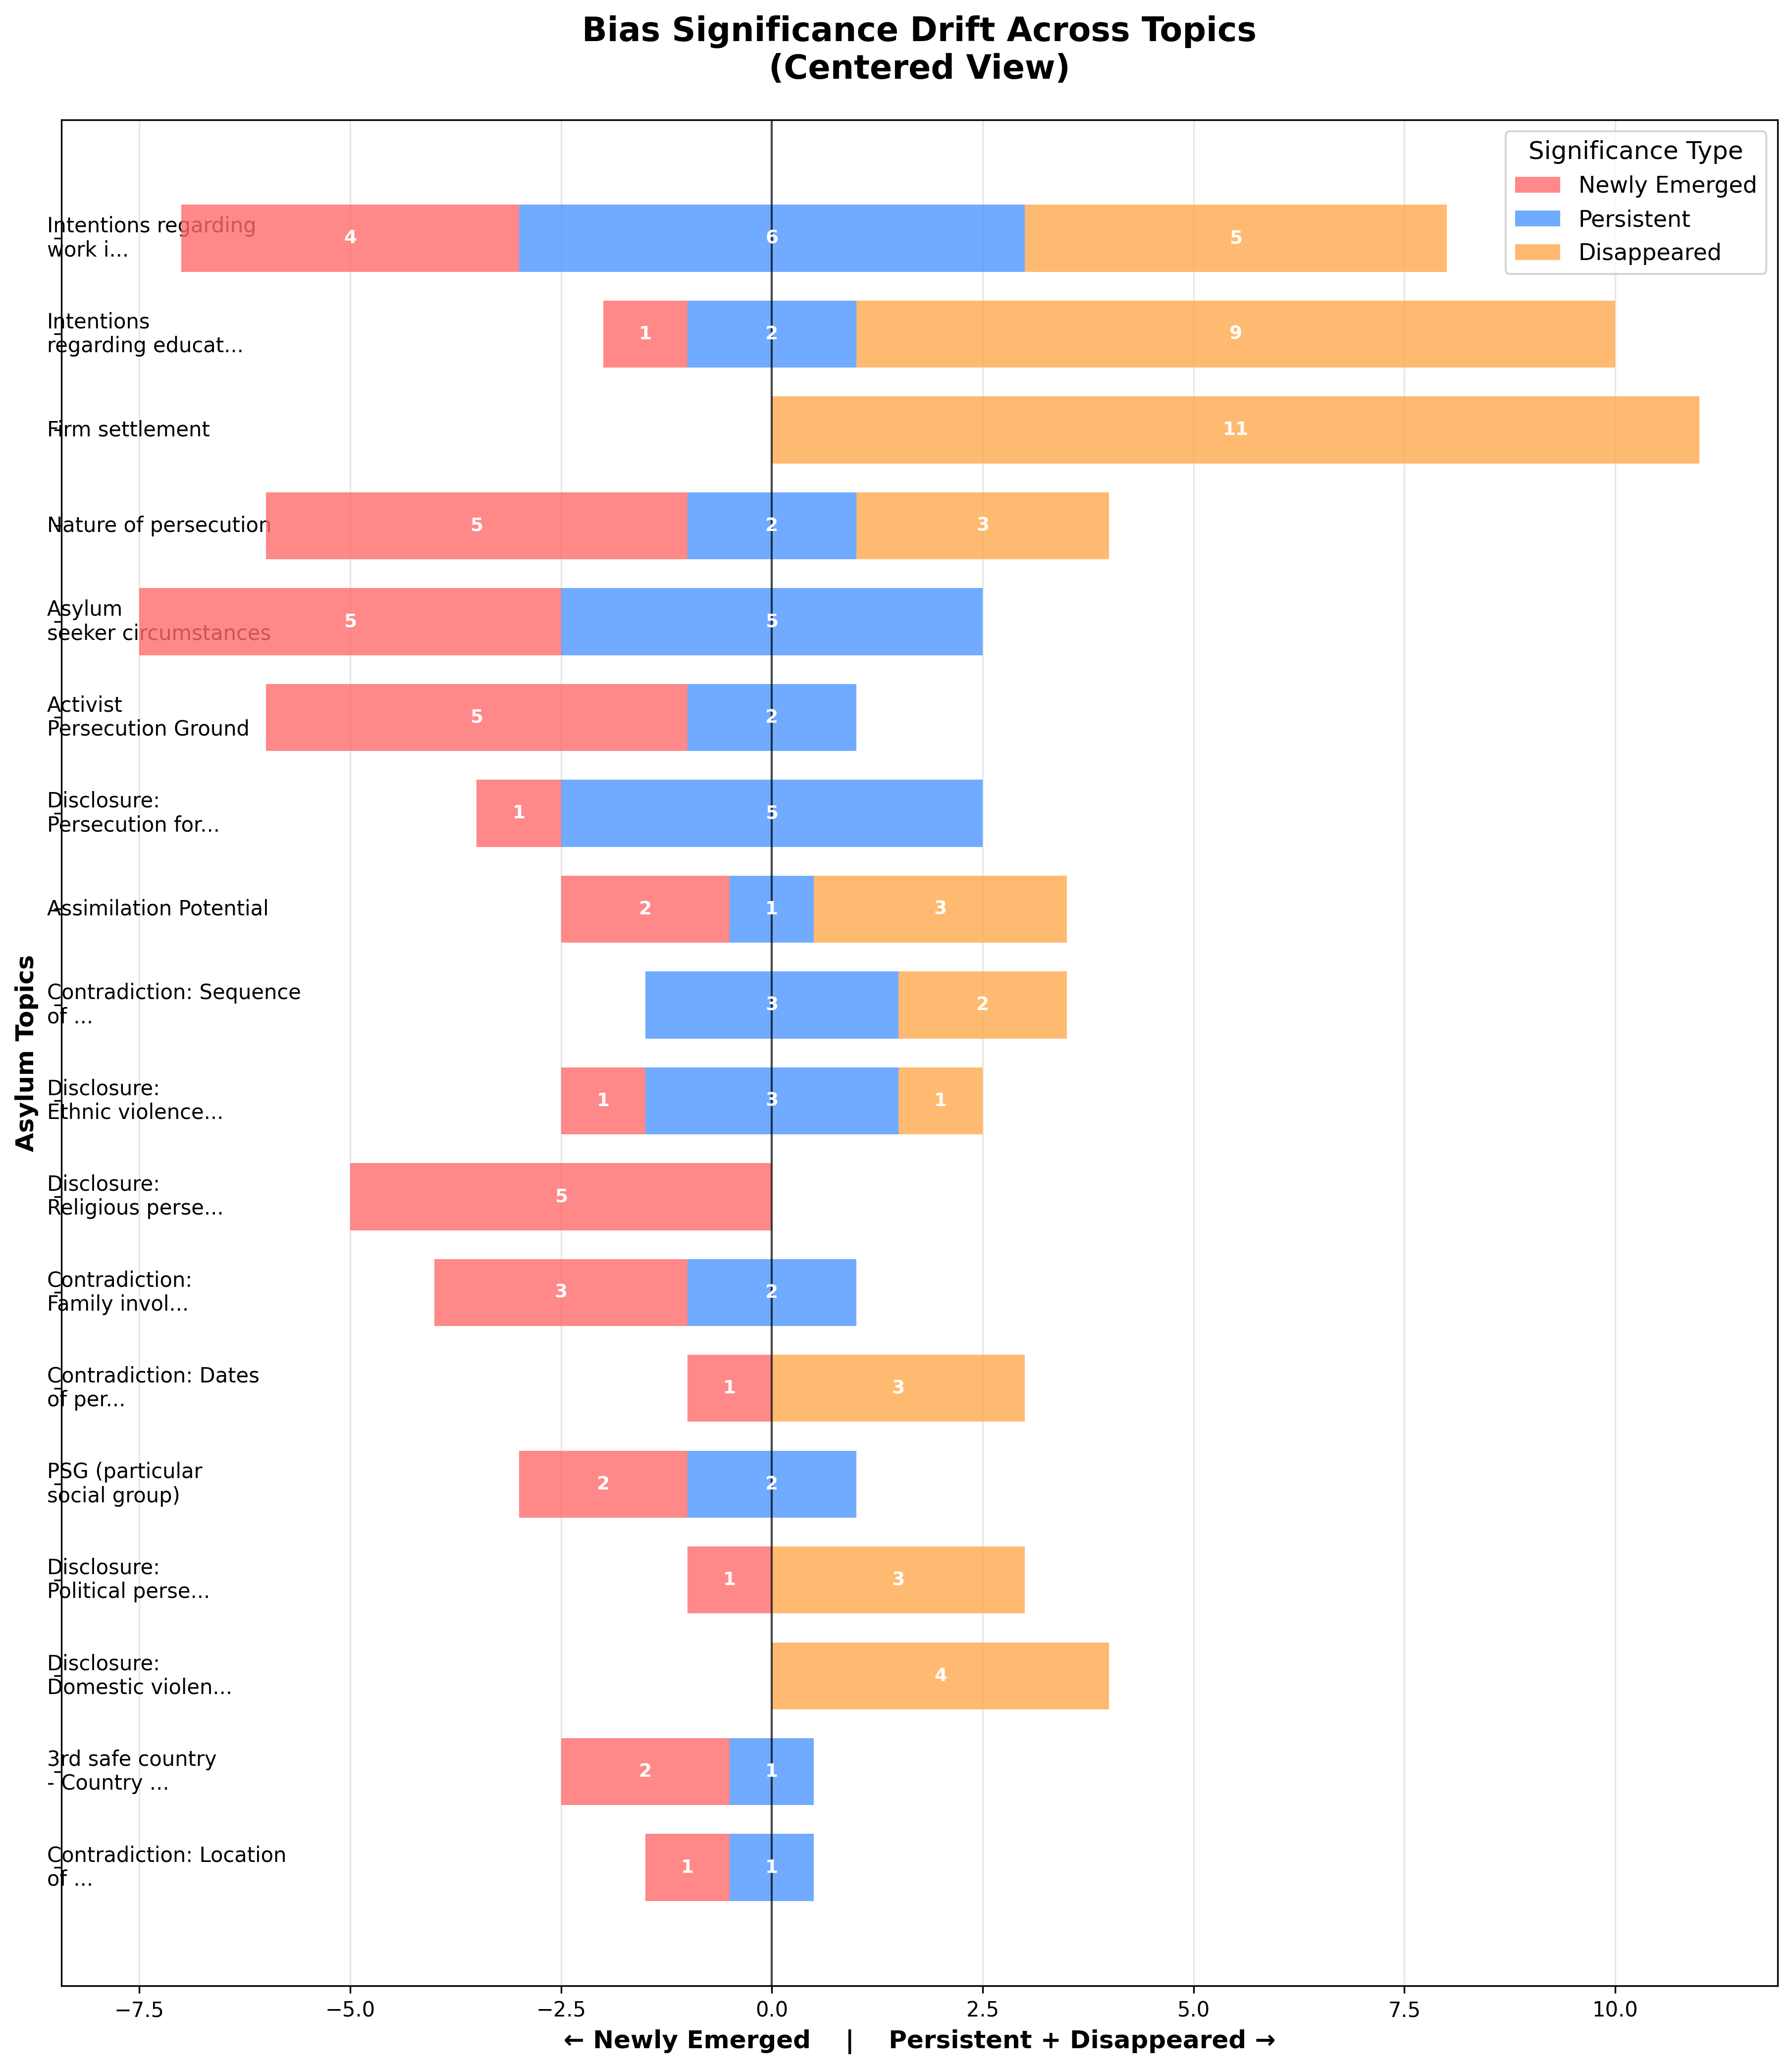 Bias Significance Drift Across Topics
(Centered View)
Significance Type
Newly Emerged
Persistent
Disappeared
Intentions regarding
work i...
4
6
5
Intentions
regarding educat...
1
2
9
Firm settlement
11
Nature of persecution
5
2
3
Asylum
seeker circumstances
5
5
Activist
Persecution Ground
5
2
Disclosure:
Persecution for...
1
5
Assimilation Potential
2
1
3
Contradiction: Sequence
of ...
3
2
Disclosure:
Ethnic violence...
1
3
1
Disclosure:
Religious perse...
5
Contradiction:
Family invol...
3
2
Contradiction: Dates
of per...
1
3
PSG (particular
social group)
2
2
Disclosure:
Political perse...
1
3
Disclosure:
Domestic violen...
4
3rd safe country
- Country ...
2
1
Contradiction: Location
of ...
1
1
Asylum Topics
−7.5
−5.0
−2.5
0.0
2.5
5.0
7.5
10.0
← Newly Emerged | Persistent + Disappeared →